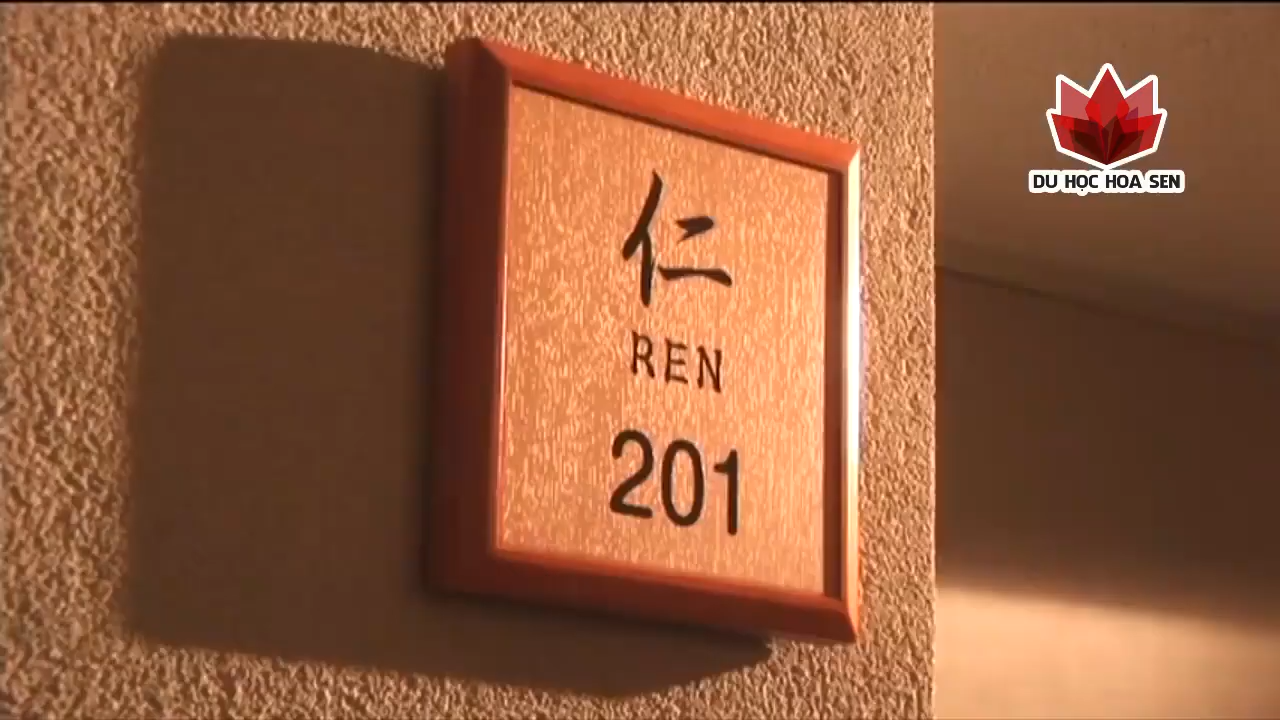 仁
REN
201
DU HỌC HOA SEN